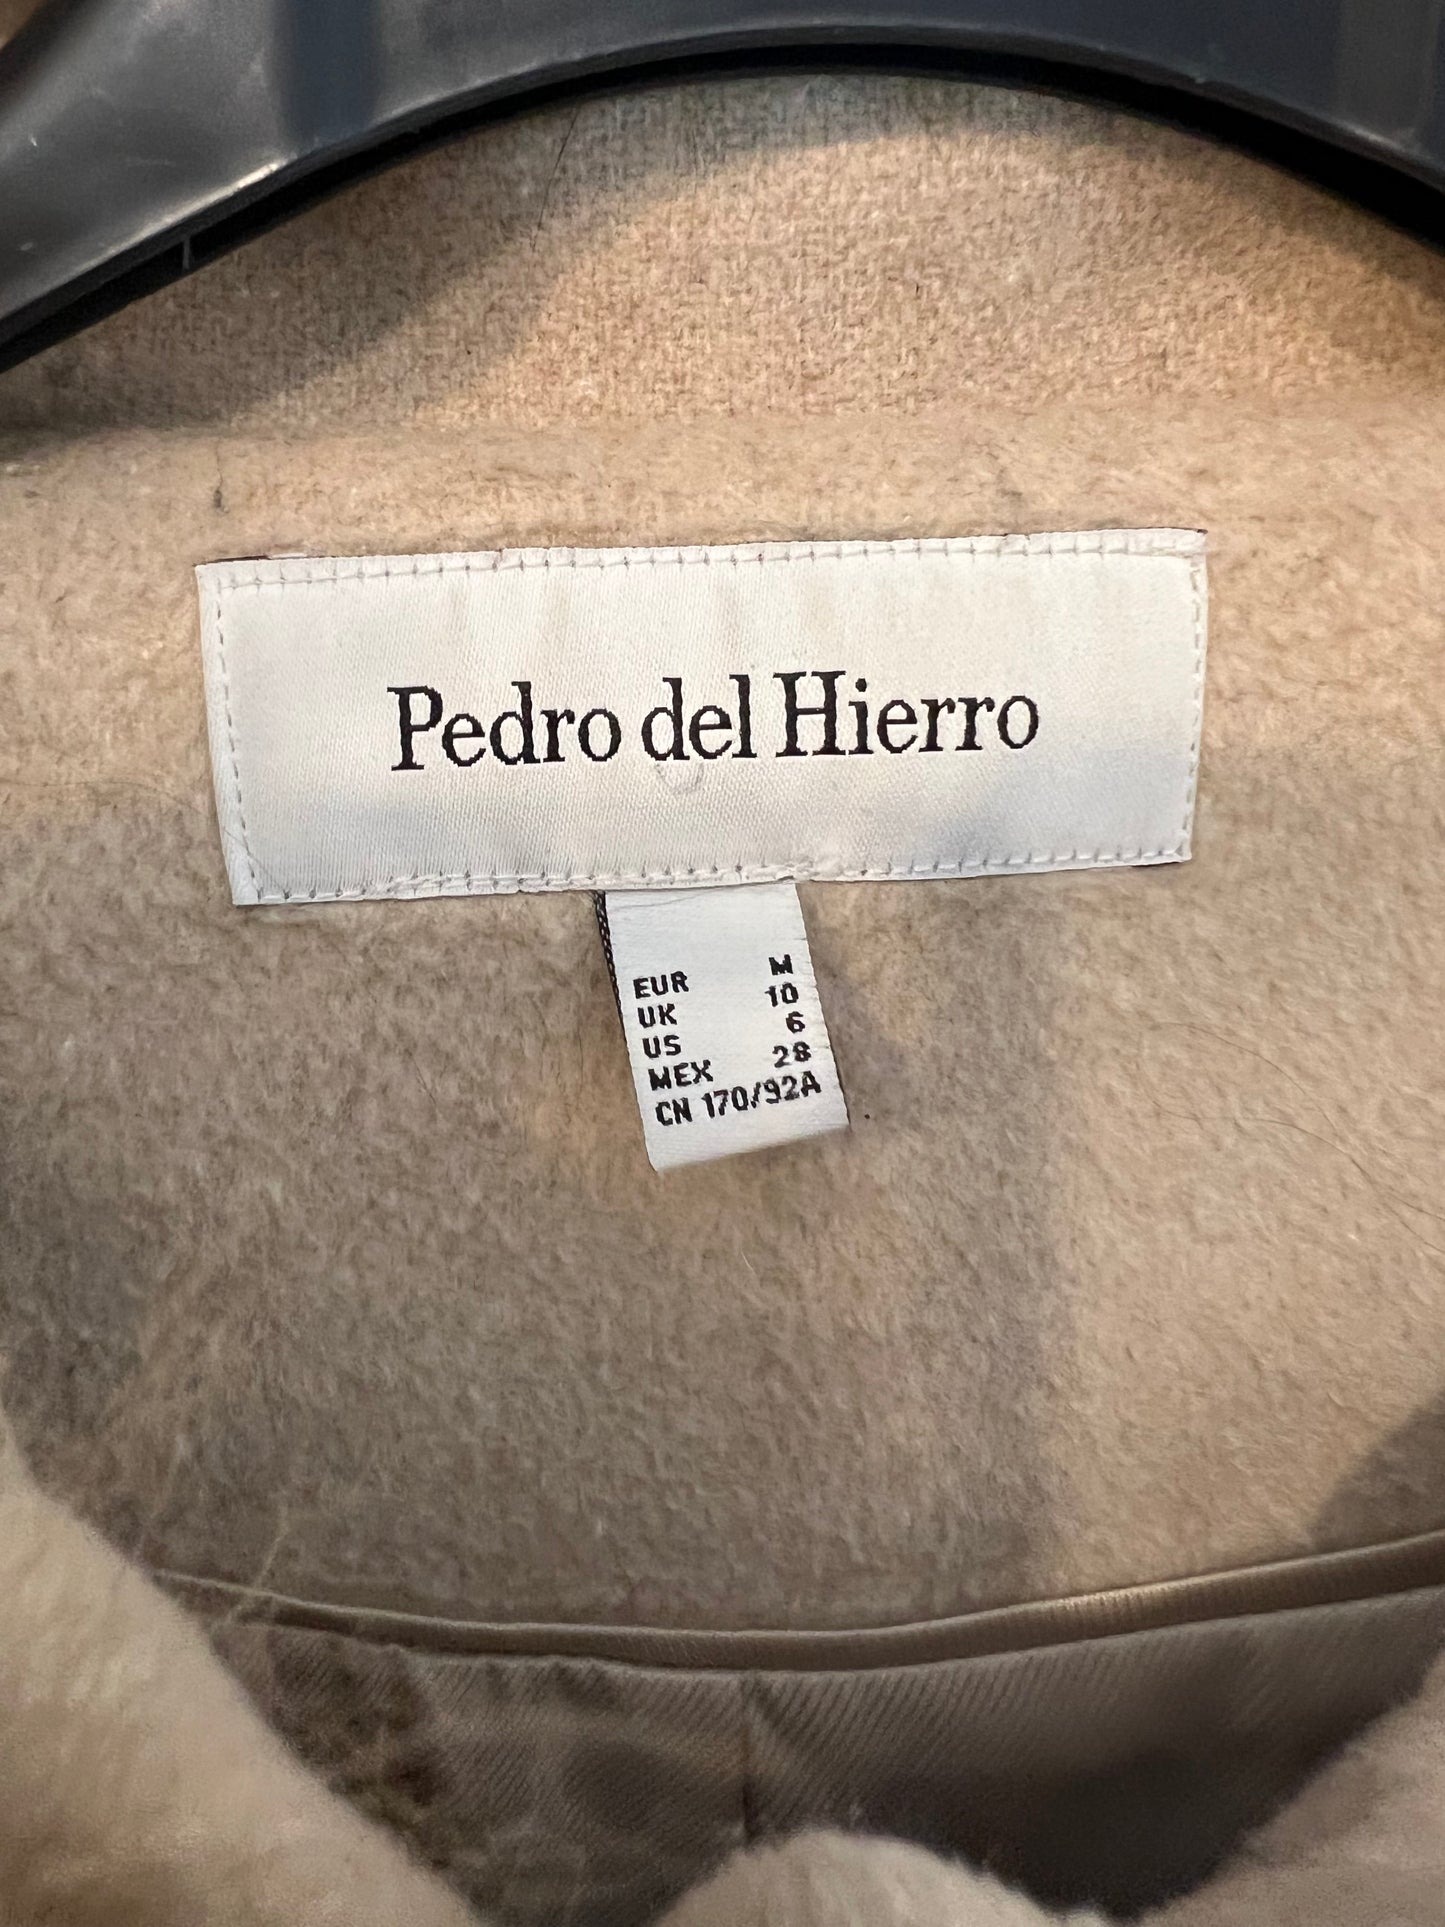 Pedro del Hierro
EUR M
UK 10
US 6
MEX 28
CN 170/92A